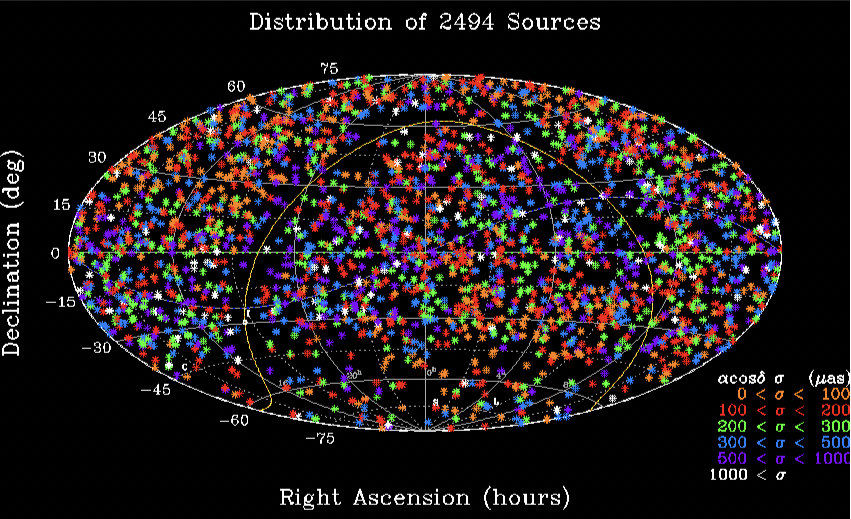 Distribution of 2494 Sources
75
60
45
30
15
0
-15
-30
-45
-60
-75
Declination (deg)
0ʰ
Right Ascension (hours)
αcosδ σ (μas)
0 < σ < 100
100 < σ < 200
200 < σ < 300
300 < σ < 500
500 < σ < 1000
1000 < σ